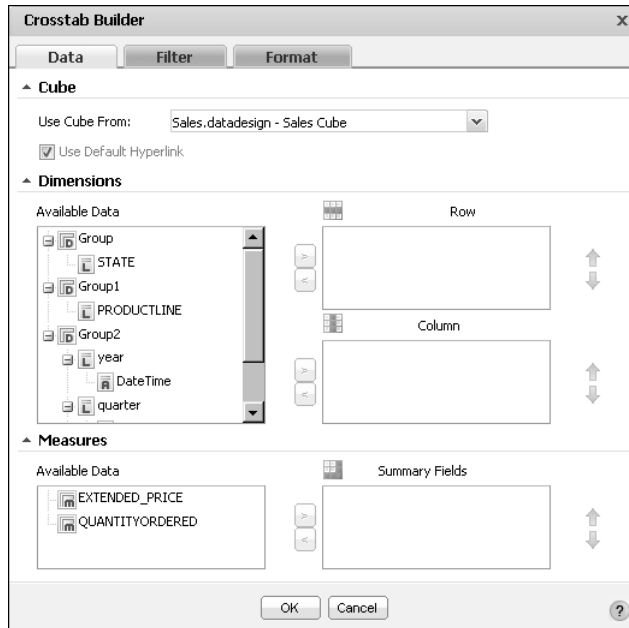 Crosstab Builder x
Data Filter Format
Cube
Use Cube From: Sales.datadesign - Sales Cube
Use Default Hyperlink
Dimensions
Available Data Row
D Group
L STATE
D Group1
L PRODUCTLINE
Column
D Group2
L year
A DateTime
L quarter
Measures
Available Data Summary Fields
m EXTENDED_PRICE
m QUANTITYORDERED
OK Cancel ?